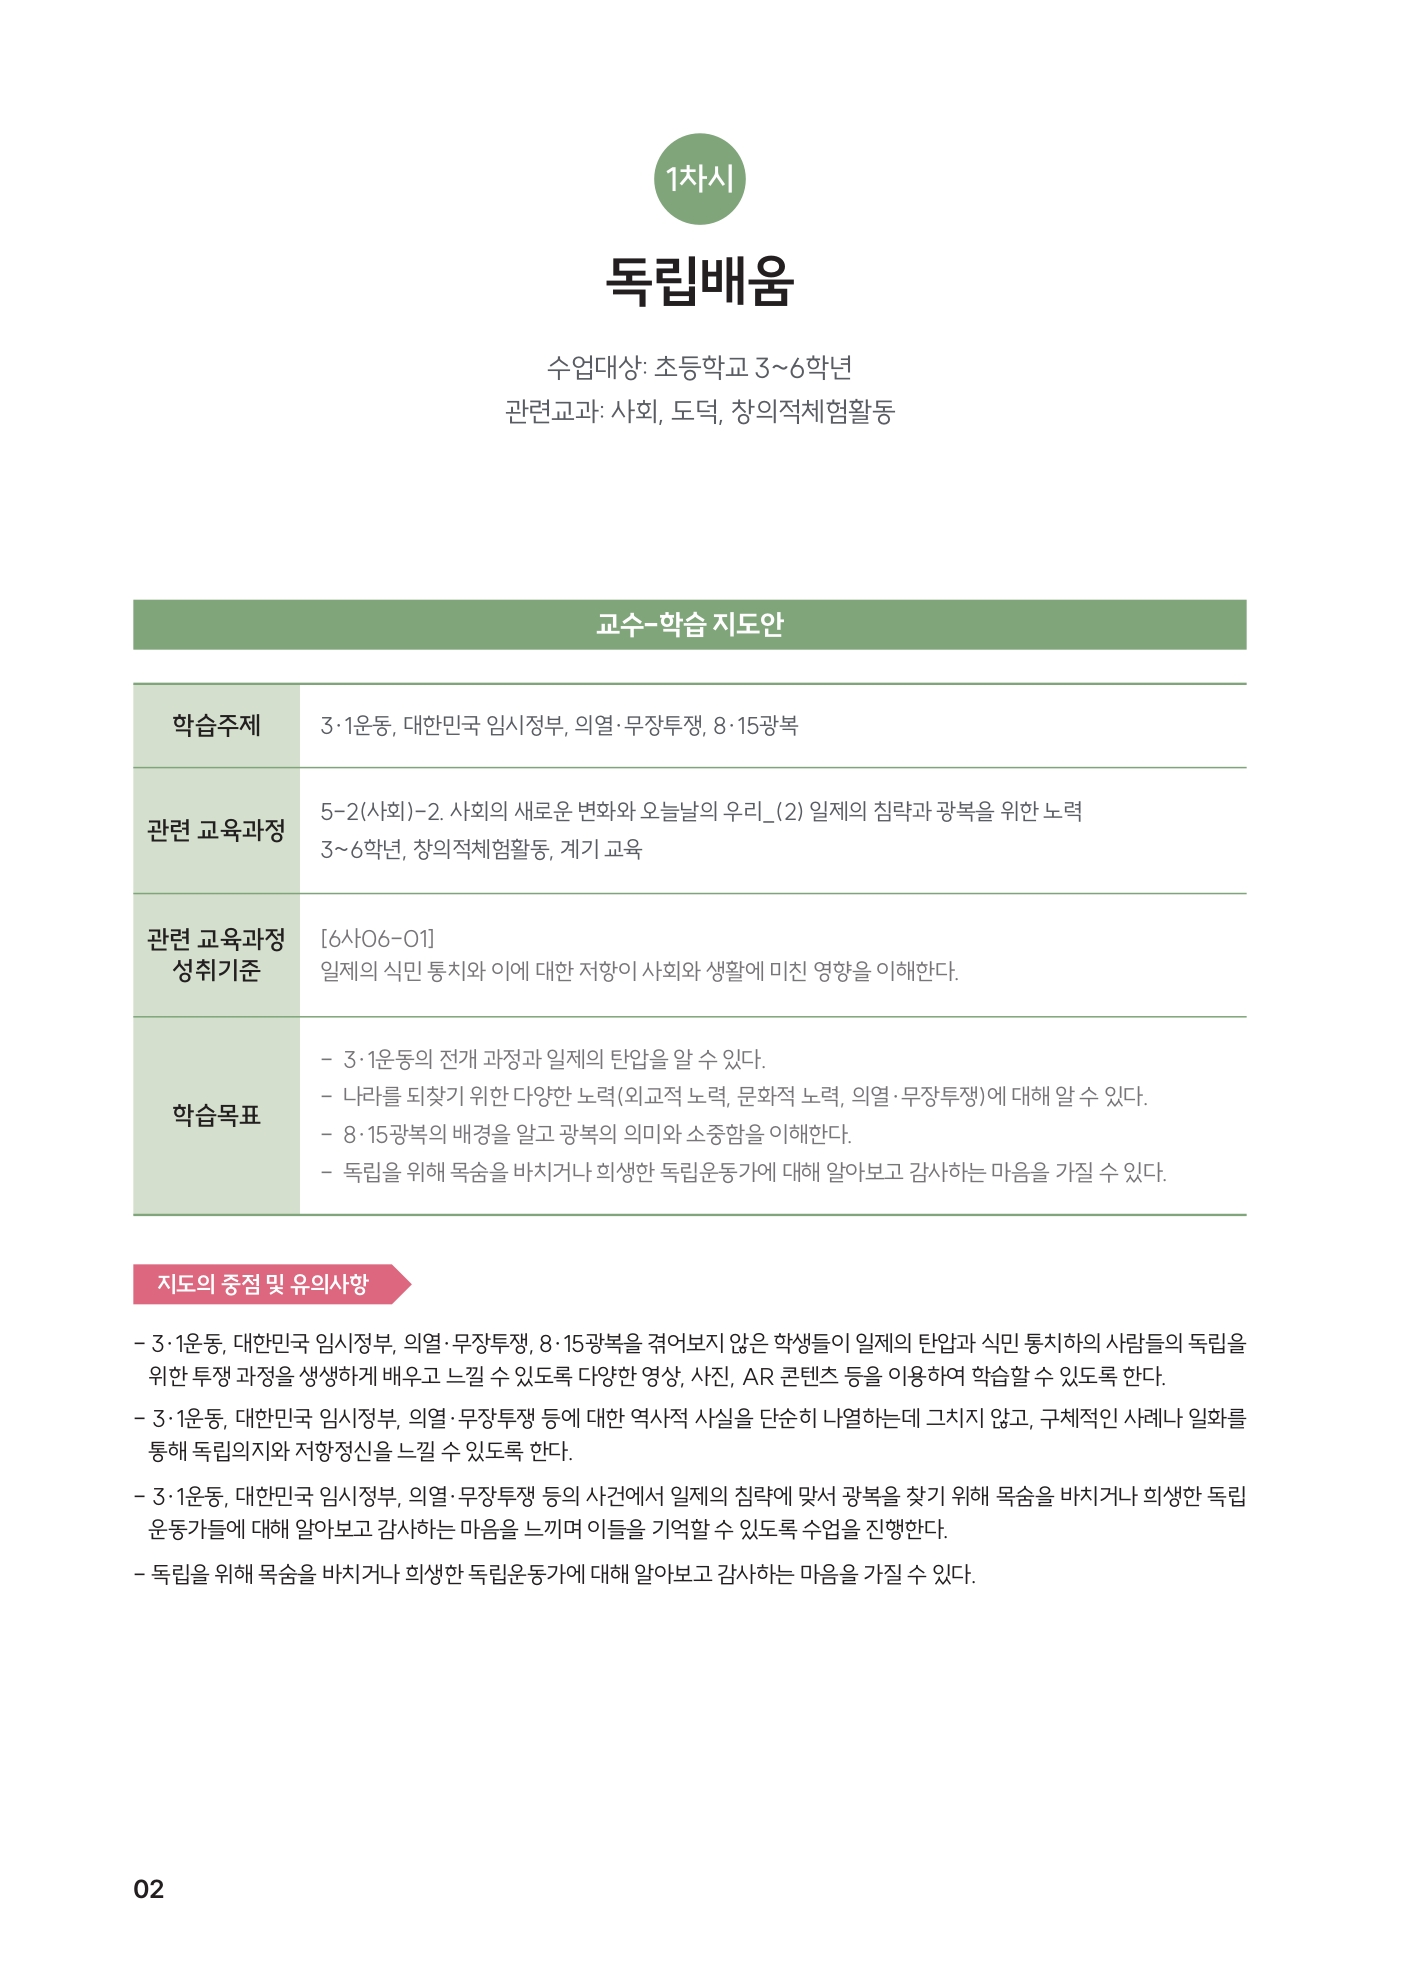 1차시
독립배움
수업대상: 초등학교 3~6학년
관련교과: 사회, 도덕, 창의적체험활동
교수-학습 지도안
학습주제
3·1운동, 대한민국 임시정부, 의열·무장투쟁, 8·15광복
관련 교육과정
5-2(사회)-2. 사회의 새로운 변화와 오늘날의 우리_(2) 일제의 침략과 광복을 위한 노력
3~6학년, 창의적체험활동, 계기 교육
관련 교육과정
성취기준
[6사06-01]
일제의 식민 통치와 이에 대한 저항이 사회와 생활에 미친 영향을 이해한다.
학습목표
- 3·1운동의 전개 과정과 일제의 탄압을 알 수 있다.
- 나라를 되찾기 위한 다양한 노력(외교적 노력, 문화적 노력, 의열·무장투쟁)에 대해 알 수 있다.
- 8·15광복의 배경을 알고 광복의 의미와 소중함을 이해한다.
- 독립을 위해 목숨을 바치거나 희생한 독립운동가에 대해 알아보고 감사하는 마음을 가질 수 있다.
지도의 중점 및 유의사항
- 3·1운동, 대한민국 임시정부, 의열·무장투쟁, 8·15광복을 겪어보지 않은 학생들이 일제의 탄압과 식민 통치하의 사람들의 독립을
위한 투쟁 과정을 생생하게 배우고 느낄 수 있도록 다양한 영상, 사진, AR 콘텐츠 등을 이용하여 학습할 수 있도록 한다.
- 3·1운동, 대한민국 임시정부, 의열·무장투쟁 등에 대한 역사적 사실을 단순히 나열하는데 그치지 않고, 구체적인 사례나 일화를
통해 독립의지와 저항정신을 느낄 수 있도록 한다.
- 3·1운동, 대한민국 임시정부, 의열·무장투쟁 등의 사건에서 일제의 침략에 맞서 광복을 찾기 위해 목숨을 바치거나 희생한 독립
운동가들에 대해 알아보고 감사하는 마음을 느끼며 이들을 기억할 수 있도록 수업을 진행한다.
- 독립을 위해 목숨을 바치거나 희생한 독립운동가에 대해 알아보고 감사하는 마음을 가질 수 있다.
02